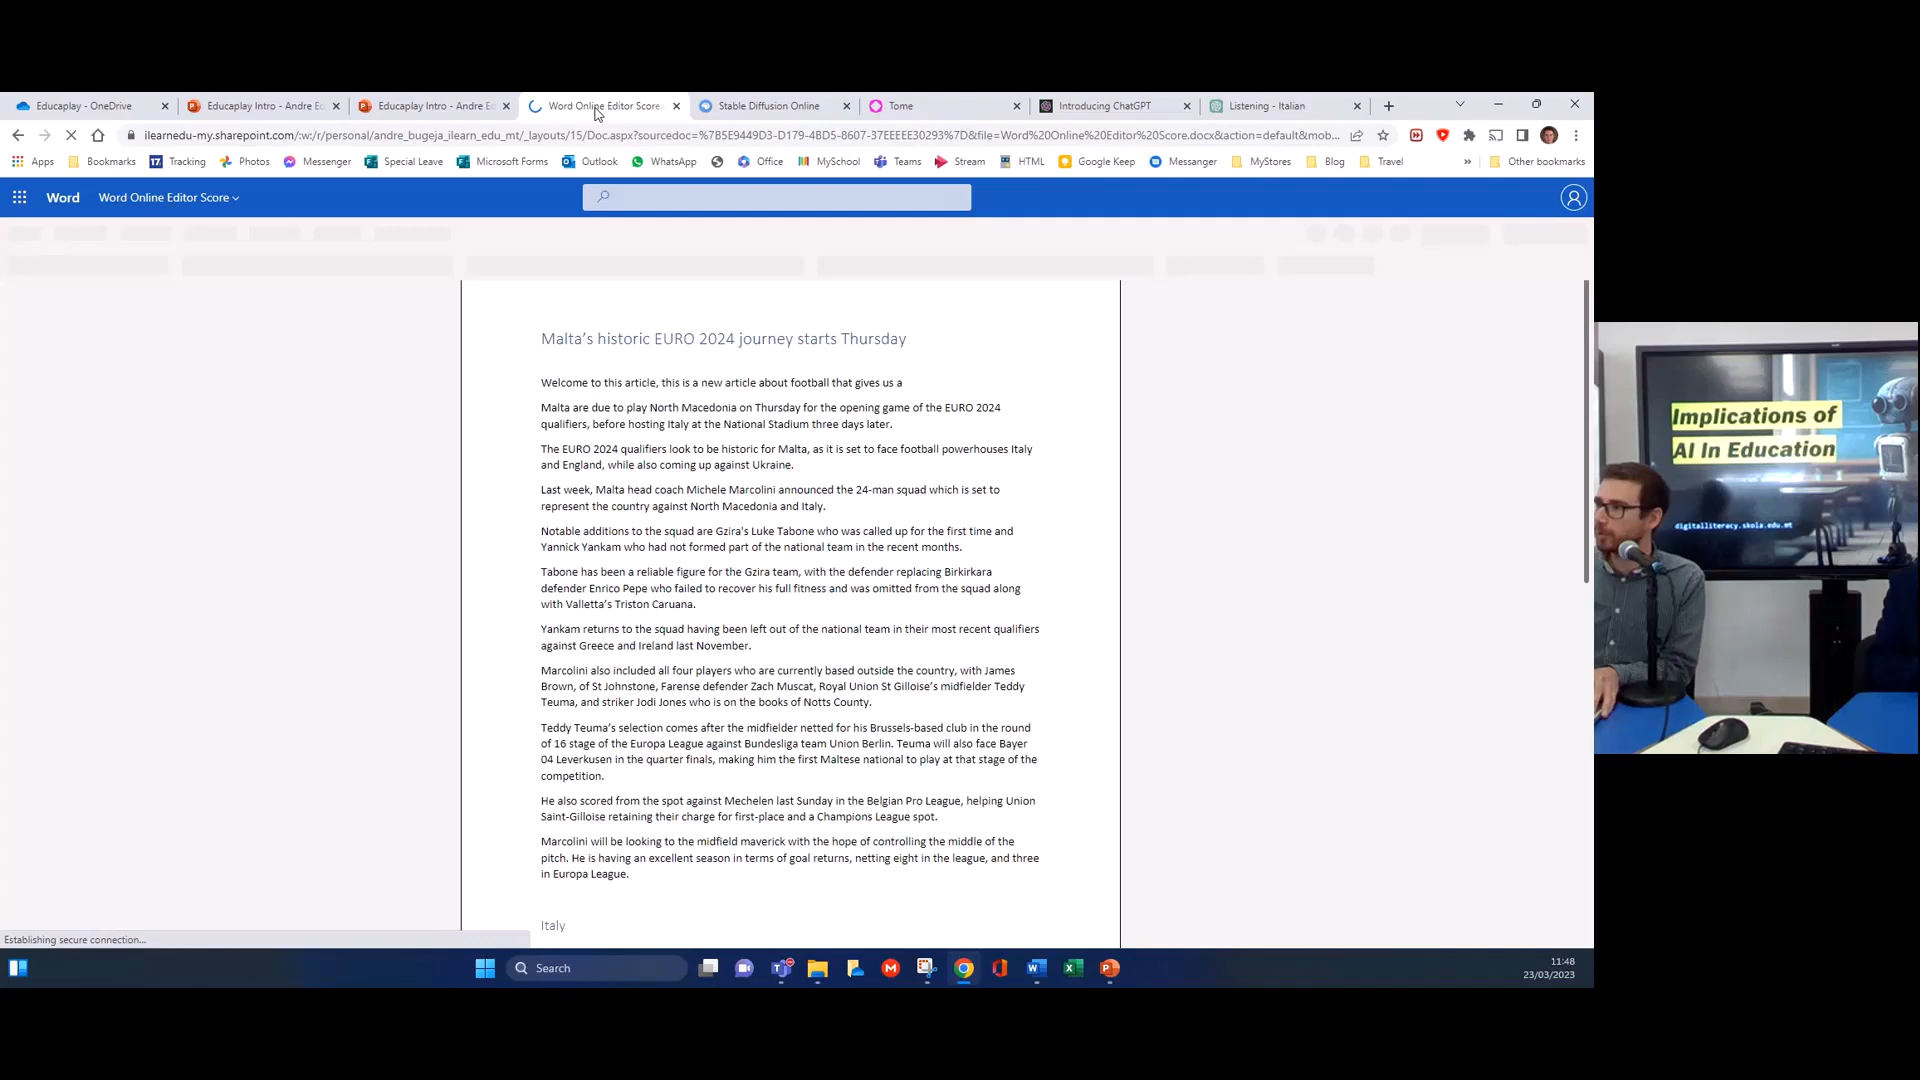 Educaplay - OneDrive
Educaplay Intro - Andre E
Educaplay Intro - Andre E
Word Online Editor Score
Stable Diffusion Online
Tome
Introducing ChatGPT
Listening - Italian
ilearnedu-my.sharepoint.com/:w:/r/personal/andre_bugeja_ilearn_edu_mt/_layouts/15/Doc.aspx?sourcedoc=%7B5E9449D3-D179-4BD5-8607-37EEEEE30293%7D&file=Word%20Online%20Editor%20Score.docx&action=default&mob...
Apps
Bookmarks
Tracking
Photos
Messenger
Special Leave
Microsoft Forms
Outlook
WhatsApp
Office
MySchool
Teams
Stream
HTML
Google Keep
Messanger
MyStores
Blog
Travel
»
Other bookmarks
Word
Word Online Editor Score
Malta's historic EURO 2024 journey starts Thursday
Welcome to this article, this is a new article about football that gives us a
Malta are due to play North Macedonia on Thursday for the opening game of the EURO 2024
qualifiers, before hosting Italy at the National Stadium three days later.
The EURO 2024 qualifiers look to be historic for Malta, as it is set to face football powerhouses Italy
and England, while also coming up against Ukraine.
Last week, Malta head coach Michele Marcolini announced the 24-man squad which is set to
represent the country against North Macedonia and Italy.
Notable additions to the squad are Gzira's Luke Tabone who was called up for the first time and
Yannick Yankam who had not formed part of the national team in the recent months.
Tabone has been a reliable figure for the Gzira team, with the defender replacing Birkirkara
defender Enrico Pepe who failed to recover his full fitness and was omitted from the squad along
with Valletta's Triston Caruana.
Yankam returns to the squad having been left out of the national team in their most recent qualifiers
against Greece and Ireland last November.
Marcolini also included all four players who are currently based outside the country, with James
Brown, of St Johnstone, Farense defender Zach Muscat, Royal Union St Gilloise's midfielder Teddy
Teuma, and striker Jodi Jones who is on the books of Notts County.
Teddy Teuma's selection comes after the midfielder netted for his Brussels-based club in the round
of 16 stage of the Europa League against Bundesliga team Union Berlin. Teuma will also face Bayer
04 Leverkusen in the quarter finals, making him the first Maltese national to play at that stage of the
competition.
He also scored from the spot against Mechelen last Sunday in the Belgian Pro League, helping Union
Saint-Gilloise retaining their charge for first-place and a Champions League spot.
Marcolini will be looking to the midfield maverick with the hope of controlling the middle of the
pitch. He is having an excellent season in terms of goal returns, netting eight in the league, and three
in Europa League.
Italy
Establishing secure connection...
Search
11:48
23/03/2023
Implications of
AI In Education
digitalliteracy.skola.edu.mt